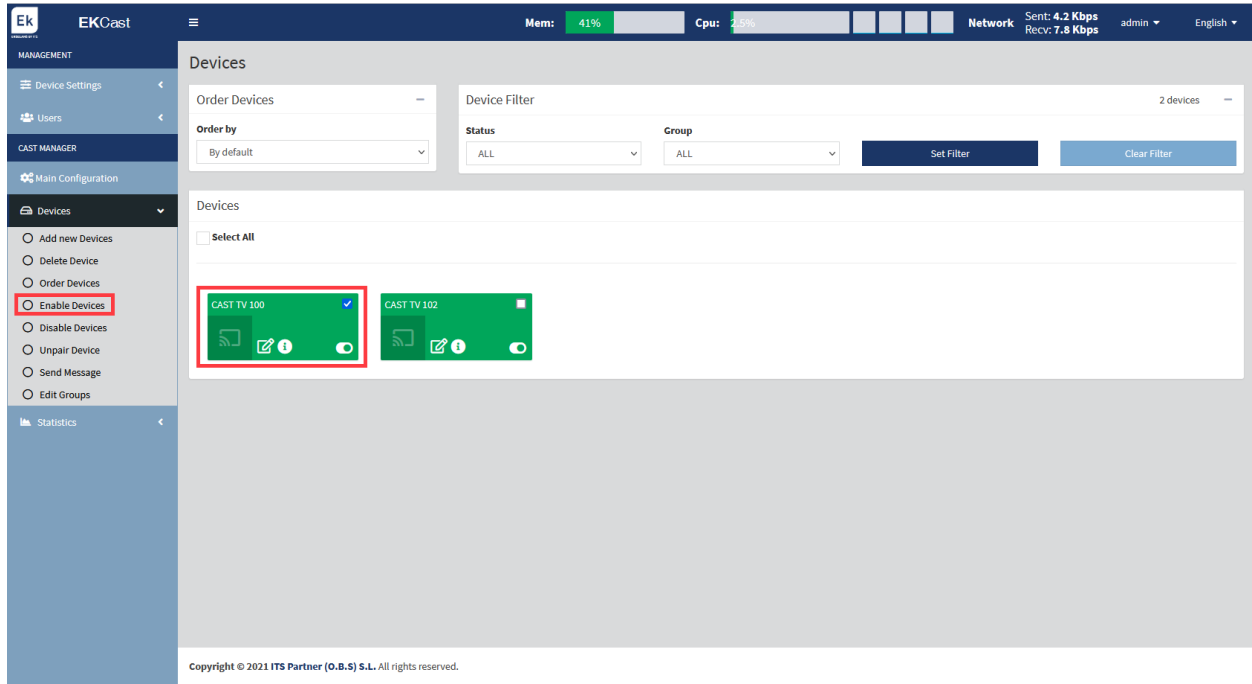 Ek
EKCast
Mem: 41%
Cpu: 2.5%
Network
Sent: 4.2 Kbps
Recv: 7.8 Kbps
admin
English
MANAGEMENT
Device Settings
Users
CAST MANAGER
Main Configuration
Devices
Add new Devices
Delete Device
Order Devices
Enable Devices
Disable Devices
Unpair Device
Send Message
Edit Groups
Statistics
Devices
Order Devices
Order by
By default
Device Filter
2 devices
Status
Group
ALL
ALL
Set Filter
Clear Filter
Devices
Select All
CAST TV 100
CAST TV 102
Copyright © 2021 ITS Partner (O.B.S) S.L. All rights reserved.